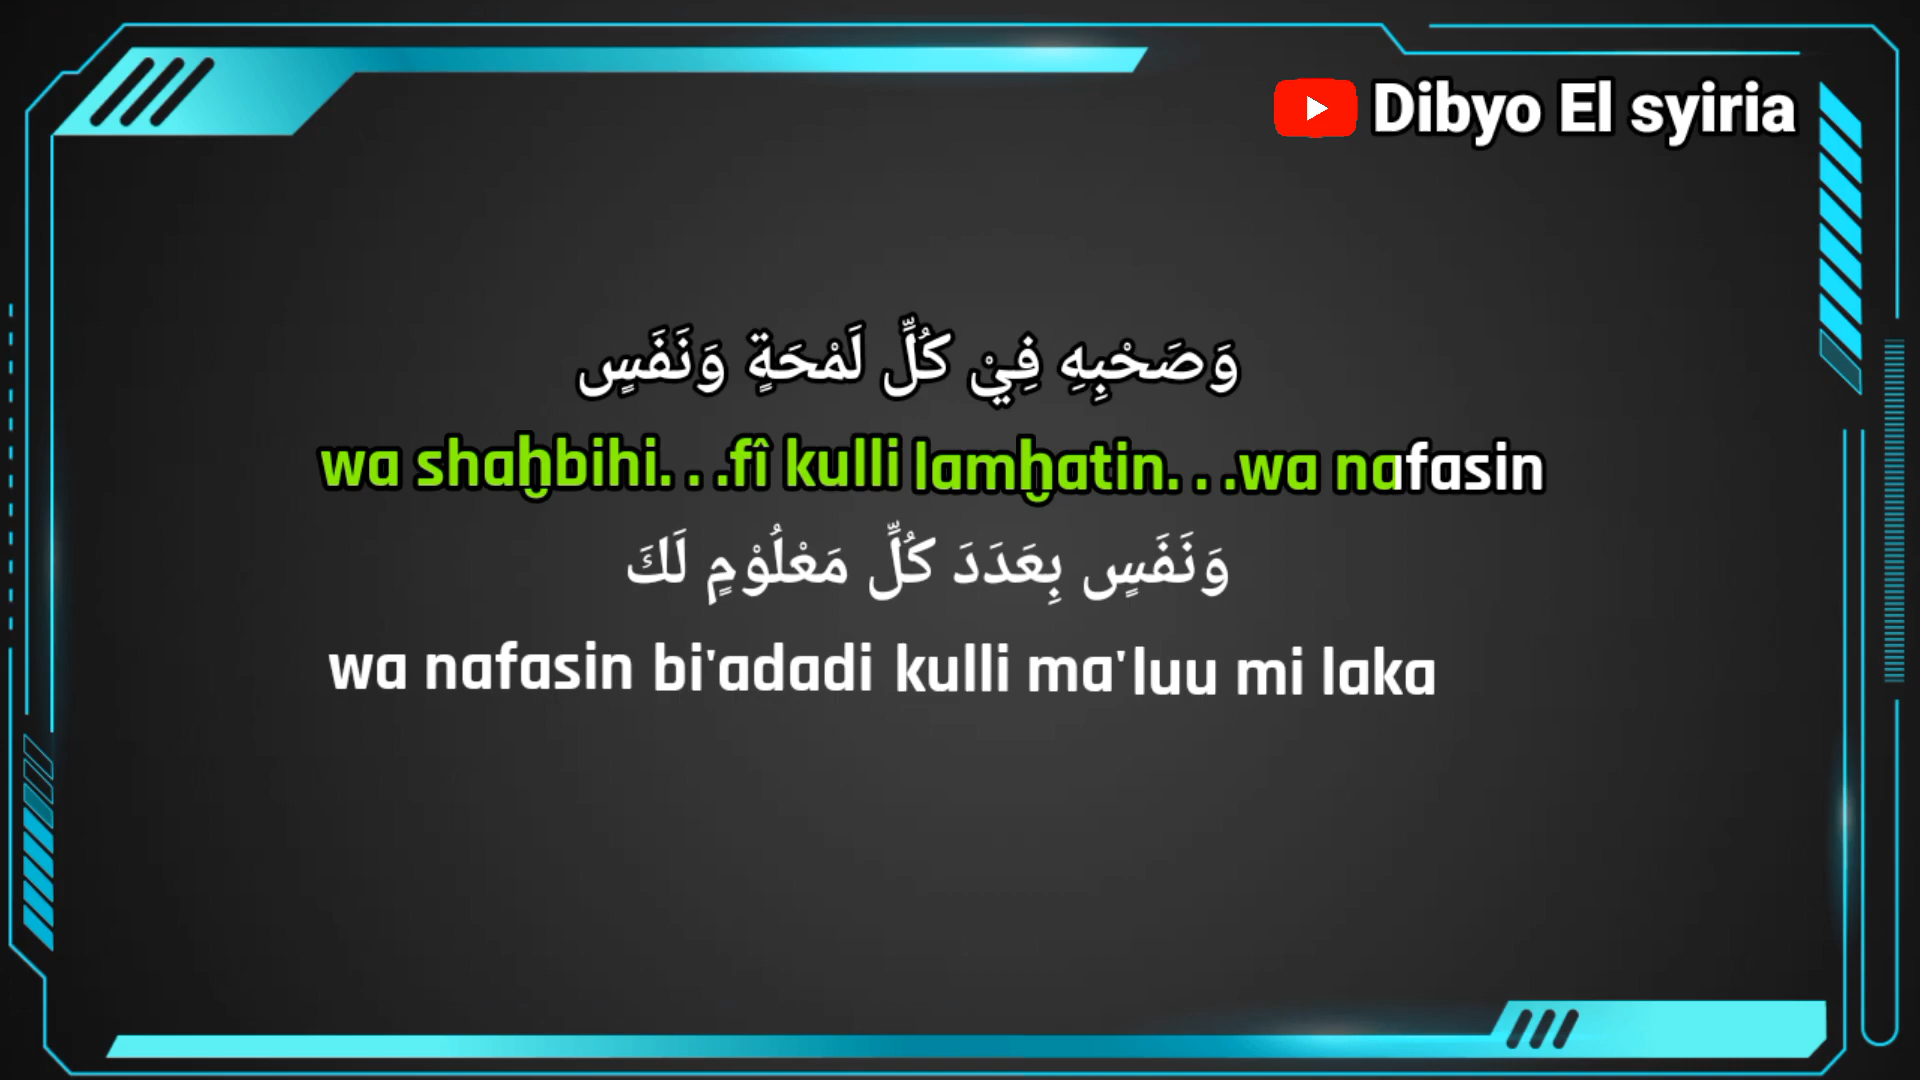 Dibyo El syiria
وَصَحْبِهِ فِيْ كُلِّ لَمْحَةٍ وَنَفَسٍ
wa shaḫbihi. . .fî kulli lamḫatin. . .wa nafasin
وَنَفَسٍ بِعَدَدَ كُلِّ مَعْلُوْمٍ لَكَ
wa nafasin bi'adadi kulli ma'luu mi laka